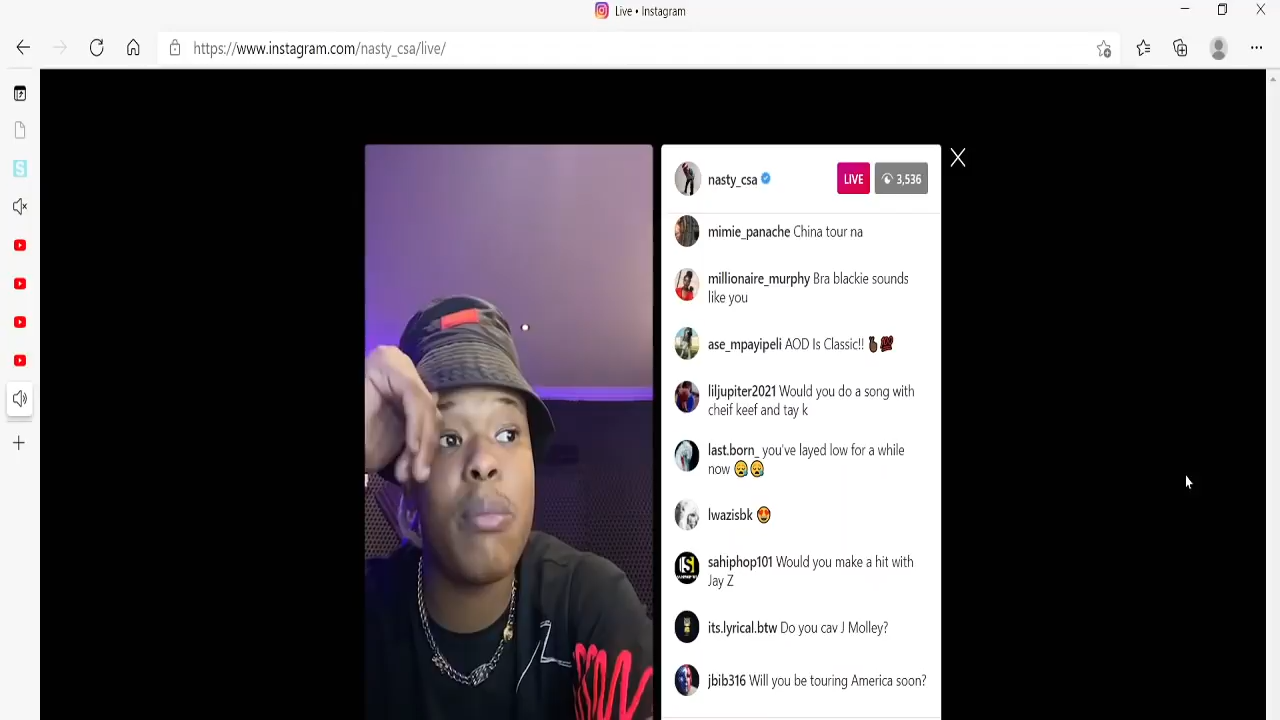 Live • Instagram
https://www.instagram.com/nasty_csa/live/
nasty_csa
LIVE
3,536
mimie_panache China tour na
millionaire_murphy Bra blackie sounds
like you
ase_mpayipeli AOD Is Classic!!
liljupiter2021 Would you do a song with
cheif keef and tay k
last.born_ you've layed low for a while
now 😥😥
lwazisbk 😍
sahiphop101 Would you make a hit with
Jay Z
its.lyrical.btw Do you cav J Molley?
jbib316 Will you be touring America soon?